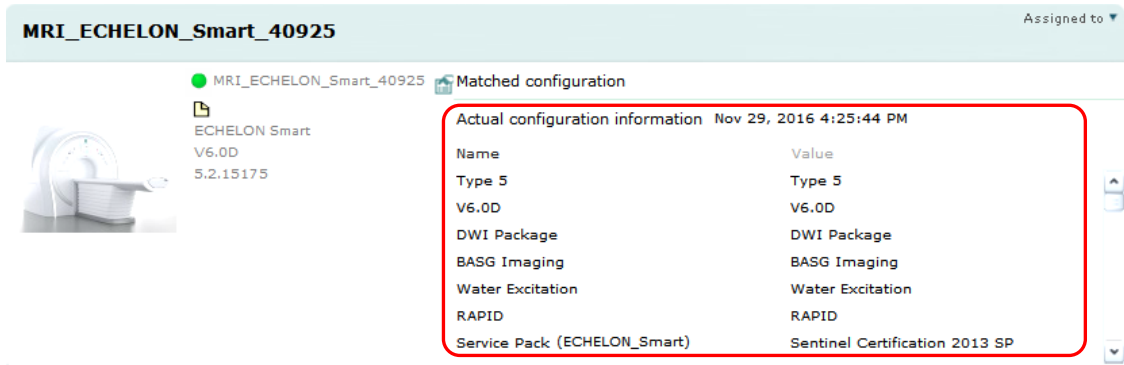 MRI_ECHELON_Smart_40925
Assigned to
MRI_ECHELON_Smart_40925
ECHELON Smart
V6.0D
5.2.15175
Matched configuration
Actual configuration information Nov 29, 2016 4:25:44 PM
Name Value
Type 5 Type 5
V6.0D V6.0D
DWI Package DWI Package
BASG Imaging BASG Imaging
Water Excitation Water Excitation
RAPID RAPID
Service Pack (ECHELON_Smart) Sentinel Certification 2013 SP